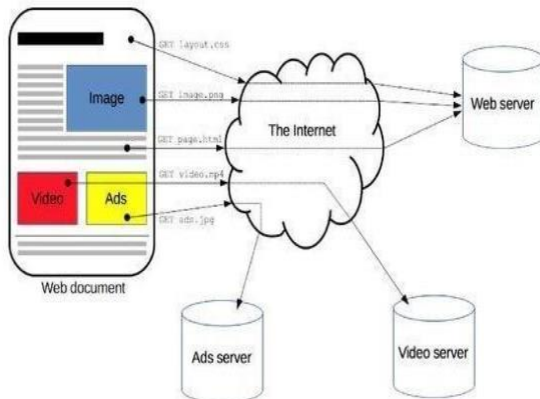 GET layout.css
Image
GET image.png
The Internet
Web server
GET page.html
Video
Ads
GET video.mp4
GET ads.jpg
Web document
Ads server
Video server